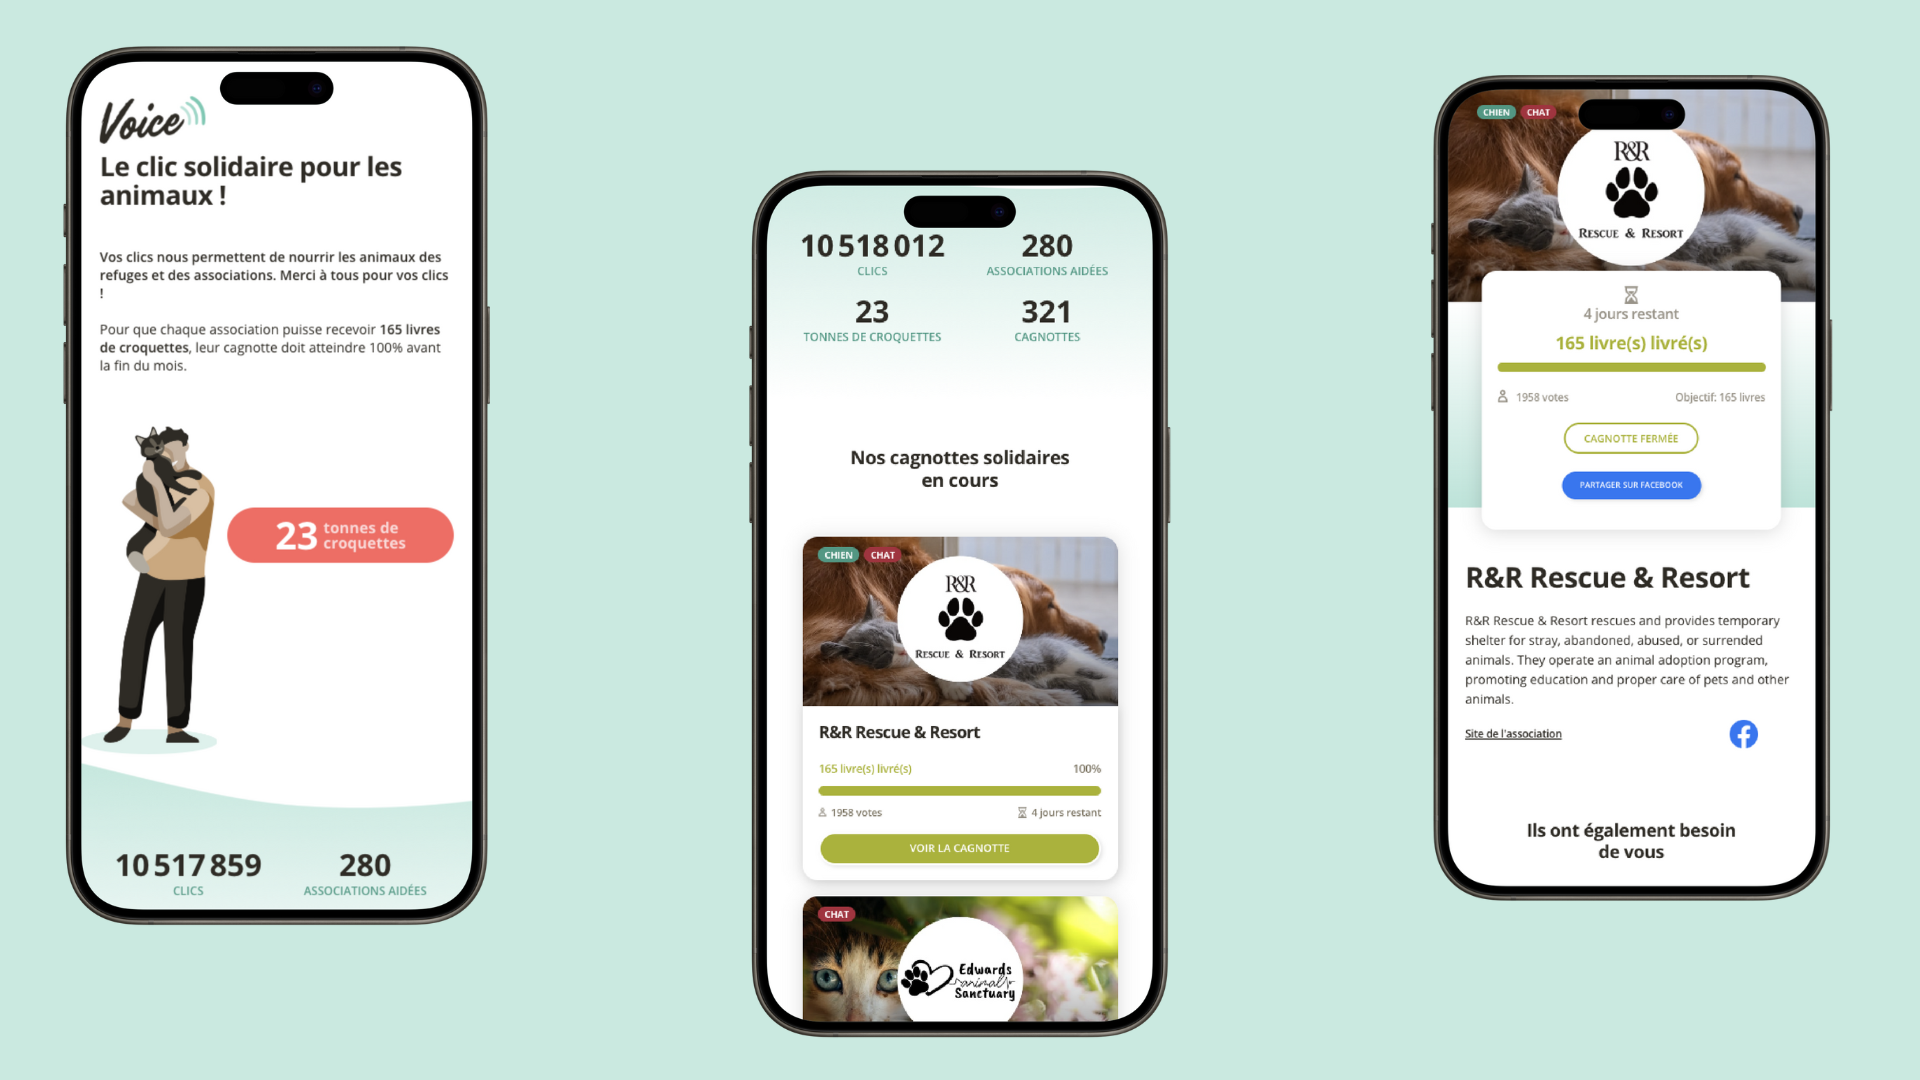 Voice
Le clic solidaire pour les
animaux !
Vos clics nous permettent de nourrir les animaux des
refuges et des associations. Merci à tous pour vos clics
!
Pour que chaque association puisse recevoir 165 livres
de croquettes, leur cagnotte doit atteindre 100% avant
la fin du mois.
23 tonnes de
croquettes
10 517 859
CLICS
280
ASSOCIATIONS AIDÉES
10 518 012
CLICS
280
ASSOCIATIONS AIDÉES
23
TONNES DE CROQUETTES
321
CAGNOTTES
Nos cagnottes solidaires
en cours
CHIEN CHAT
R&R
RESCUE & RESORT
R&R Rescue & Resort
165 livre(s) livré(s) 100%
1958 votes 4 jours restant
VOIR LA CAGNOTTE
CHAT
Edwards
animal
Sanctuary
CHIEN CHAT
R&R
RESCUE & RESORT
4 jours restant
165 livre(s) livré(s)
1958 votes Objectif: 165 livres
CAGNOTTE FERMÉE
PARTAGER SUR FACEBOOK
R&R Rescue & Resort
R&R Rescue & Resort rescues and provides temporary
shelter for stray, abandoned, abused, or surrended
animals. They operate an animal adoption program,
promoting education and proper care of pets and other
animals.
Site de l'association
Ils ont également besoin
de vous